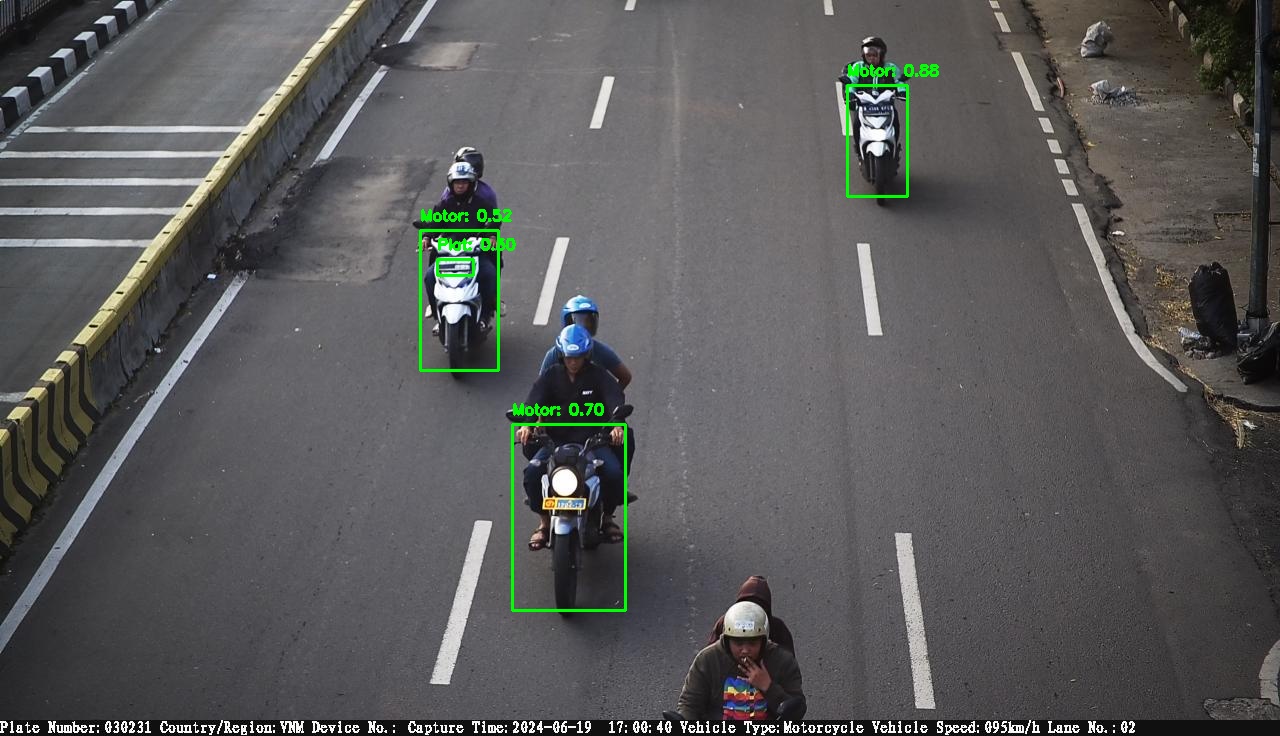 Motor: 0.88
Motor: 0.52
Plat: 0.60
Motor: 0.70
Plate Number:030231 Country/Region:VNM Device No.: Capture Time:2024-06-19 17:00:40 Vehicle Type:Motorcycle Vehicle Speed:095km/h Lane No.:02